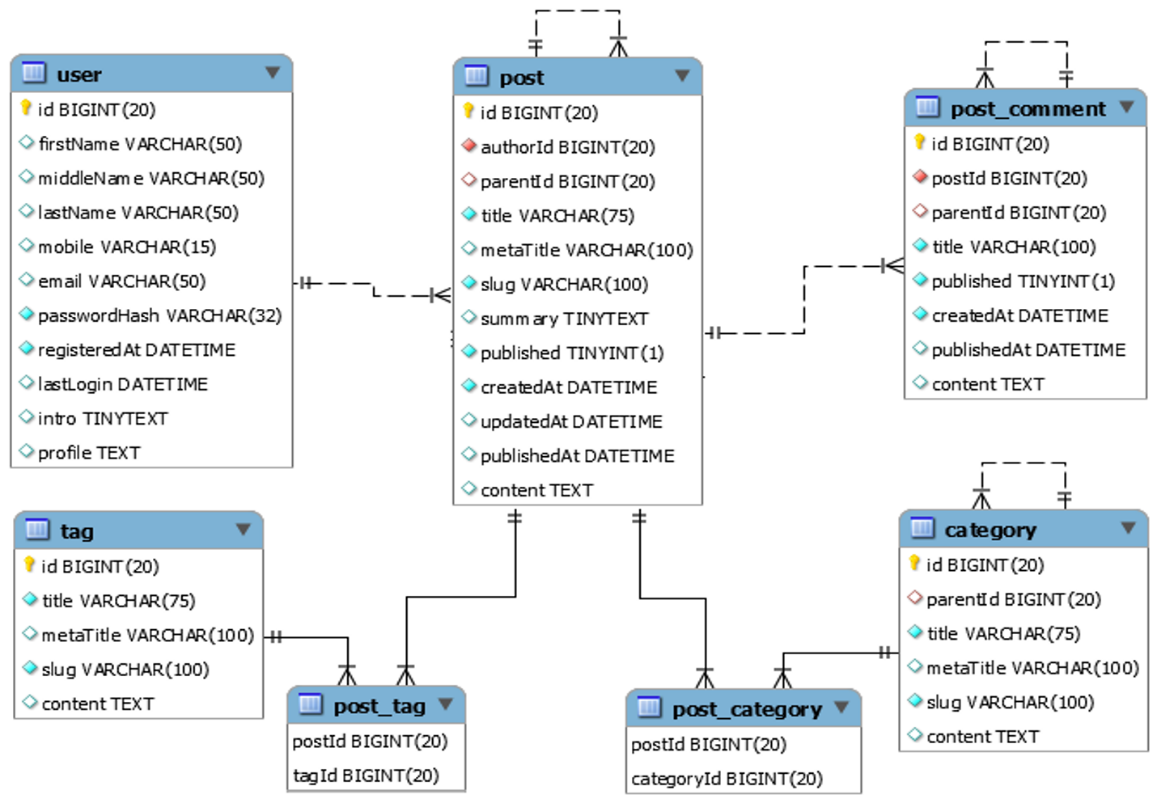 user
id BIGINT(20)
firstName VARCHAR(50)
middleName VARCHAR(50)
lastName VARCHAR(50)
mobile VARCHAR(15)
email VARCHAR(50)
passwordHash VARCHAR(32)
registeredAt DATETIME
lastLogin DATETIME
intro TINYTEXT
profile TEXT
post
id BIGINT(20)
authorId BIGINT(20)
parentId BIGINT(20)
title VARCHAR(75)
metaTitle VARCHAR(100)
slug VARCHAR(100)
summary TINYTEXT
published TINYINT(1)
createdAt DATETIME
updatedAt DATETIME
publishedAt DATETIME
content TEXT
post_comment
id BIGINT(20)
postId BIGINT(20)
parentId BIGINT(20)
title VARCHAR(100)
published TINYINT(1)
createdAt DATETIME
publishedAt DATETIME
content TEXT
tag
id BIGINT(20)
title VARCHAR(75)
metaTitle VARCHAR(100)
slug VARCHAR(100)
content TEXT
post_tag
postId BIGINT(20)
tagId BIGINT(20)
post_category
postId BIGINT(20)
categoryId BIGINT(20)
category
id BIGINT(20)
parentId BIGINT(20)
title VARCHAR(75)
metaTitle VARCHAR(100)
slug VARCHAR(100)
content TEXT